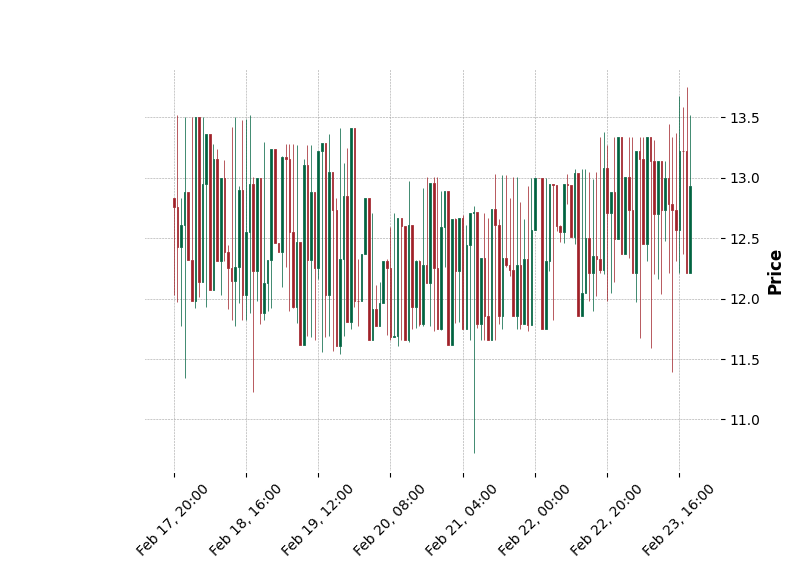 13.5
13.0
12.5
12.0
11.5
11.0
Price
Feb 17, 20:00
Feb 18, 16:00
Feb 19, 12:00
Feb 20, 08:00
Feb 21, 04:00
Feb 22, 00:00
Feb 22, 20:00
Feb 23, 16:00